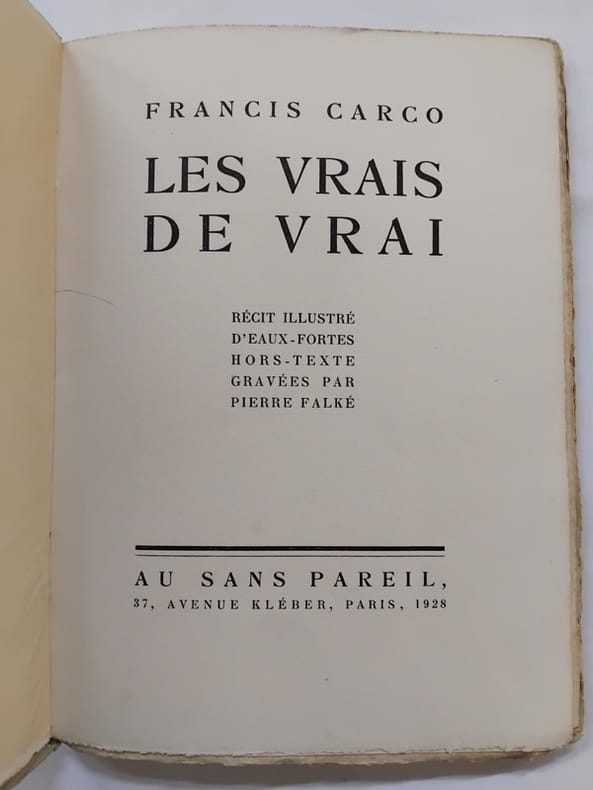 FRANCIS CARCO
LES VRAIS
DE VRAI
RÉCIT ILLUSTRÉ
D'EAUX-FORTES
HORS-TEXTE
GRAVÉES PAR
PIERRE FALKÉ
AU SANS PAREIL,
37, AVENUE KLÉBER, PARIS, 1928